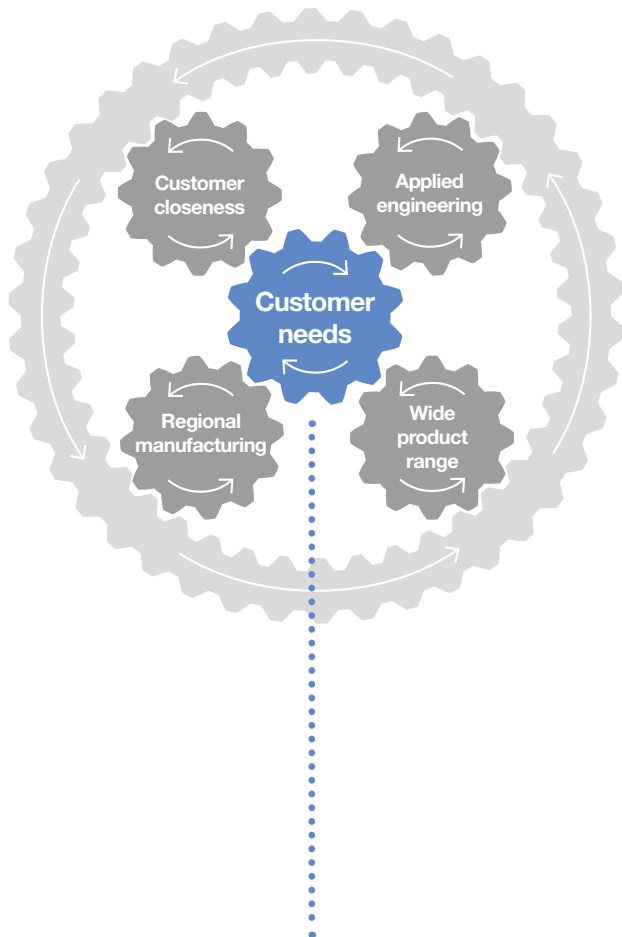 Customer
closeness
Applied
engineering
Customer
needs
Regional
manufacturing
Wide
product
range